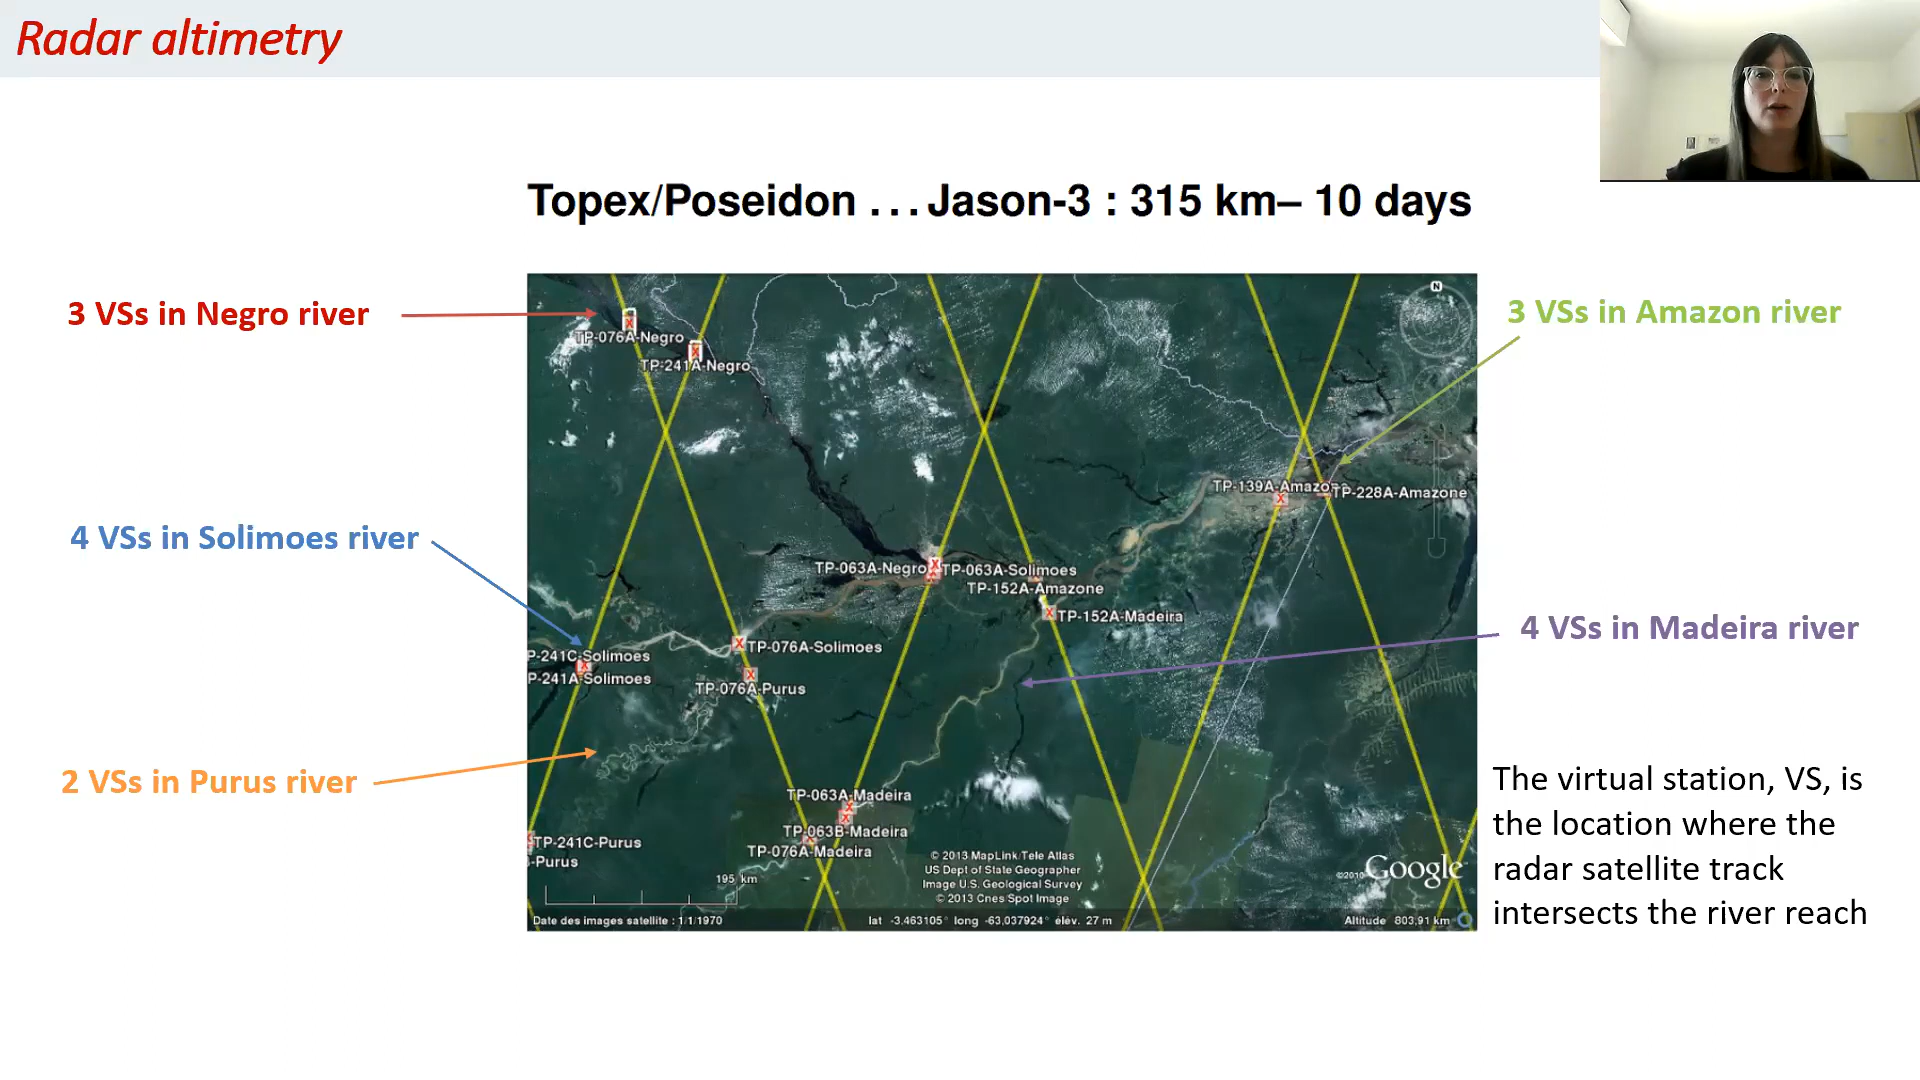 Radar altimetry
Topex/Poseidon ... Jason-3 : 315 km– 10 days
3 VSs in Negro river
3 VSs in Amazon river
4 VSs in Solimoes river
4 VSs in Madeira river
2 VSs in Purus river
The virtual station, VS, is
the location where the
radar satellite track
intersects the river reach
N
TP-076A-Negro
TP-241A-Negro
TP-139A-Amazo
TP-228A-Amazone
TP-063A-Negro
TP-063A-Solimoes
TP-152A-Amazone
TP-152A-Madeira
TP-076A-Solimoes
P-241C-Solimoes
P-241A-Solimoes
TP-076A-Purus
TP-063A-Madeira
TP-063B-Madeira
TP-076A-Madeira
TP-241C-Purus
-Purus
195 km
© 2013 MapLink/Tele Atlas
US Dept of State Geographer
Image U.S. Geological Survey
© 2013 Cnes/Spot Image
©2010 Google
Date des images satellite : 1/1/1970
lat -3.463105° long -63.037924° élév. 27 m
Altitude 803,91 km